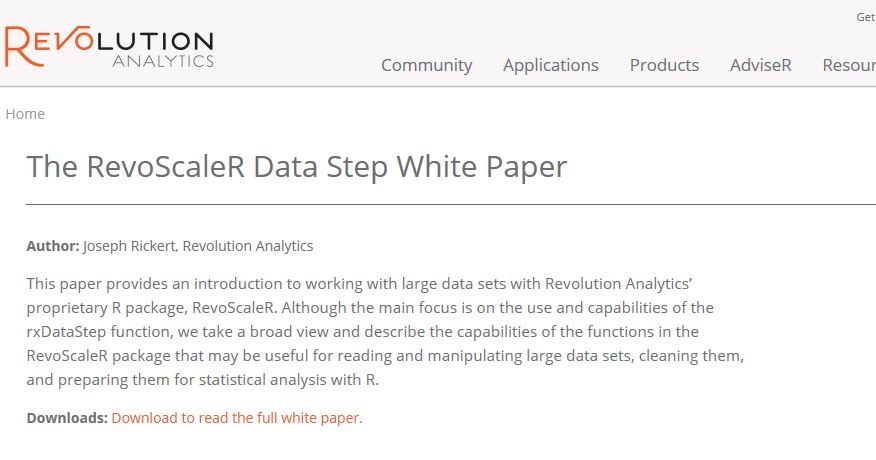 Get
REVOLUTION
ANALYTICS
Community Applications Products AdviseR Resour
Home
The RevoScaleR Data Step White Paper
Author: Joseph Rickert, Revolution Analytics
This paper provides an introduction to working with large data sets with Revolution Analytics’
proprietary R package, RevoScaleR. Although the main focus is on the use and capabilities of the
rxDataStep function, we take a broad view and describe the capabilities of the functions in the
RevoScaleR package that may be useful for reading and manipulating large data sets, cleaning them,
and preparing them for statistical analysis with R.
Downloads: Download to read the full white paper.